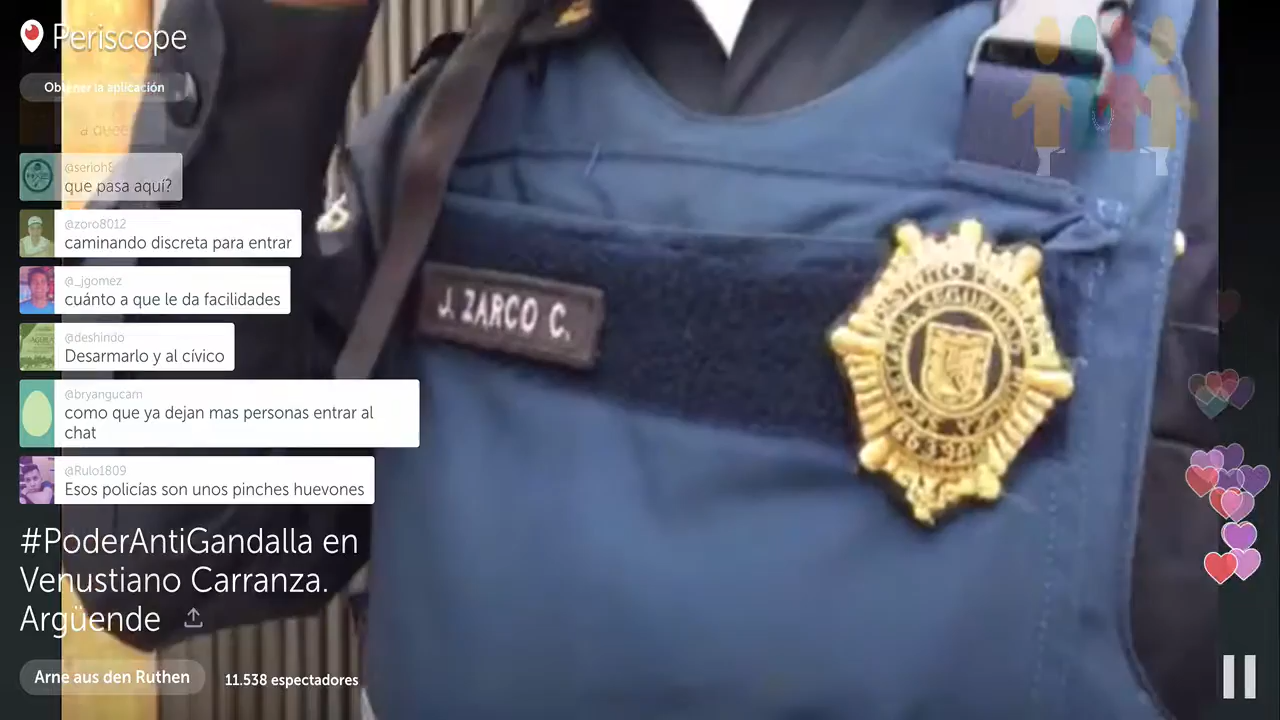 Periscope
Obtener la aplicación
que pasa aquí?
@zoro8012
caminando discreta para entrar
@_jgomez
cuánto a que le da facilidades
@deshindo
Desarmarlo y al cívico
@bryangucam
como que ya dejan mas personas entrar al
chat
@Rulo1809
Esos policías son unos pinches huevones
#PoderAntiGandalla en
Venustiano Carranza.
Argüende
Arne aus den Ruthen
11.538 espectadores
J. ZARCO C.